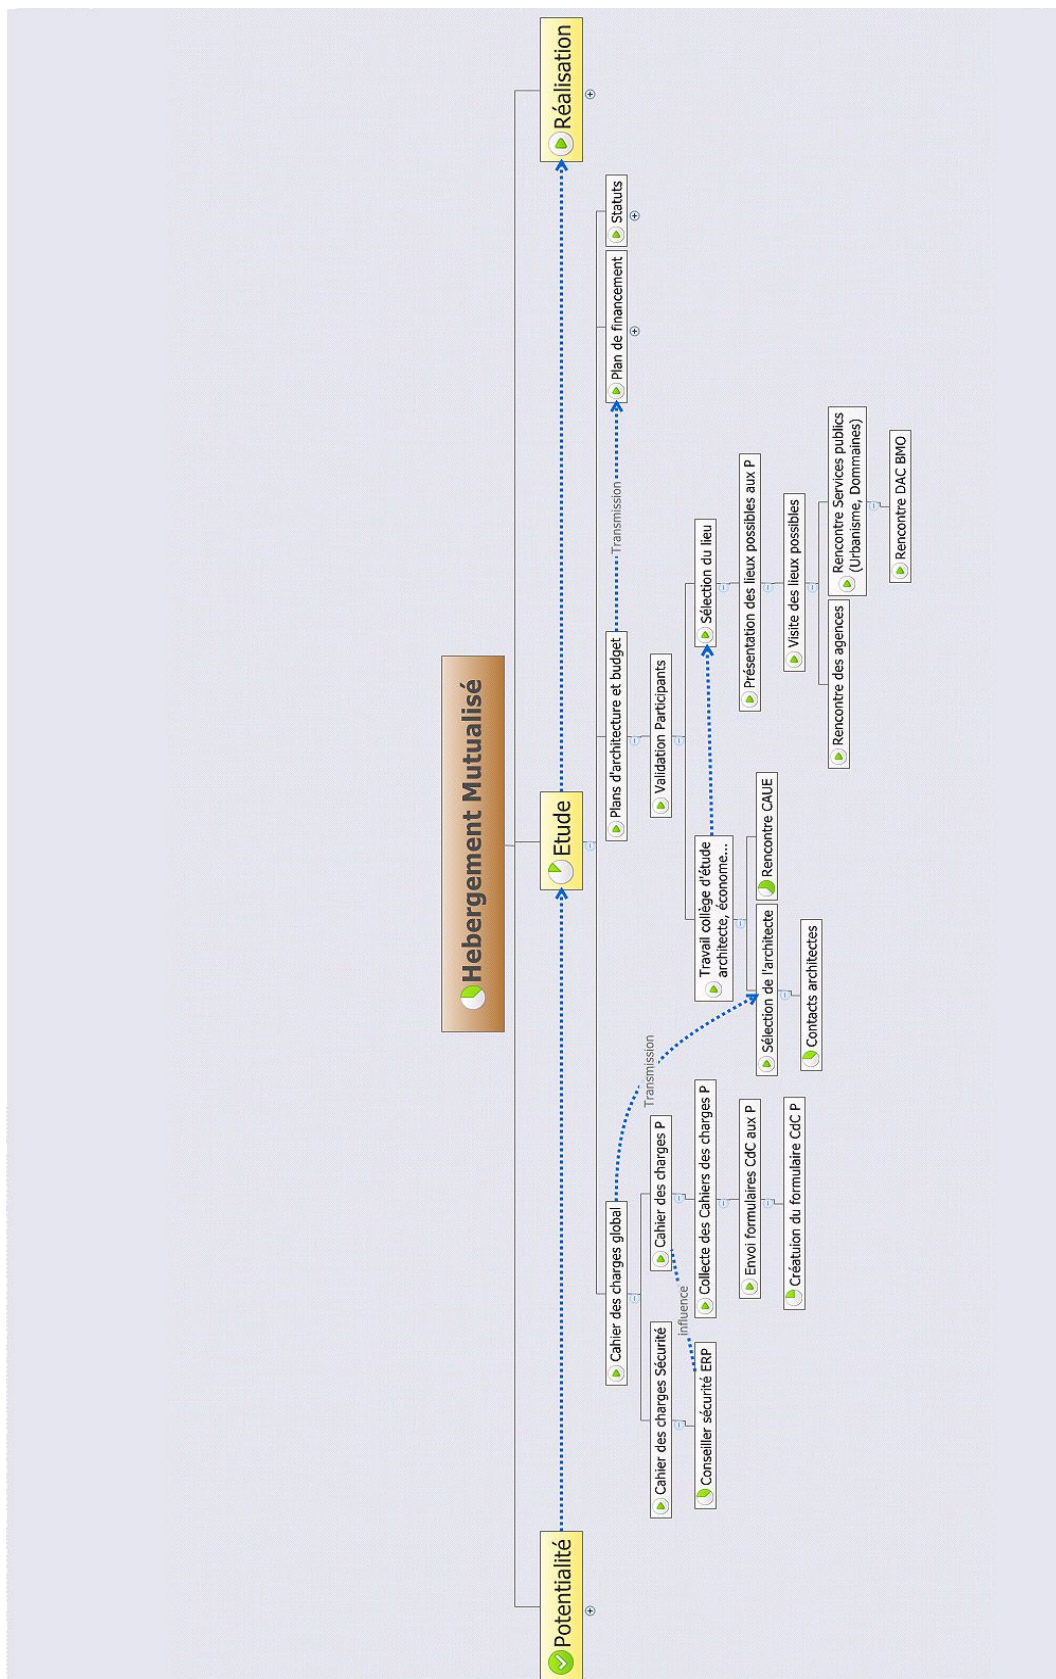 Hebergement Mutualisé
Potentialité
Etude
Réalisation
Cahier des charges global
Plans d'architecture et budget
Transmission
Plan de financement
Statuts
Cahier des charges Sécurité
Cahier des charges P
Transmission
Validation Participants
influence
Conseiller sécurité ERP
Collecte des Cahiers des charges P
Travail collège d'étude
architecte, économe...
Sélection du lieu
Envoi formulaires CdC aux P
Sélection de l'architecte
Rencontre CAUE
Présentation des lieux possibles aux P
Créatuion du formulaire CdC P
Contacts architectes
Visite des lieux possibles
Rencontre des agences
Rencontre Services publics
(Urbanisme, Dommaines)
Rencontre DAC BMO